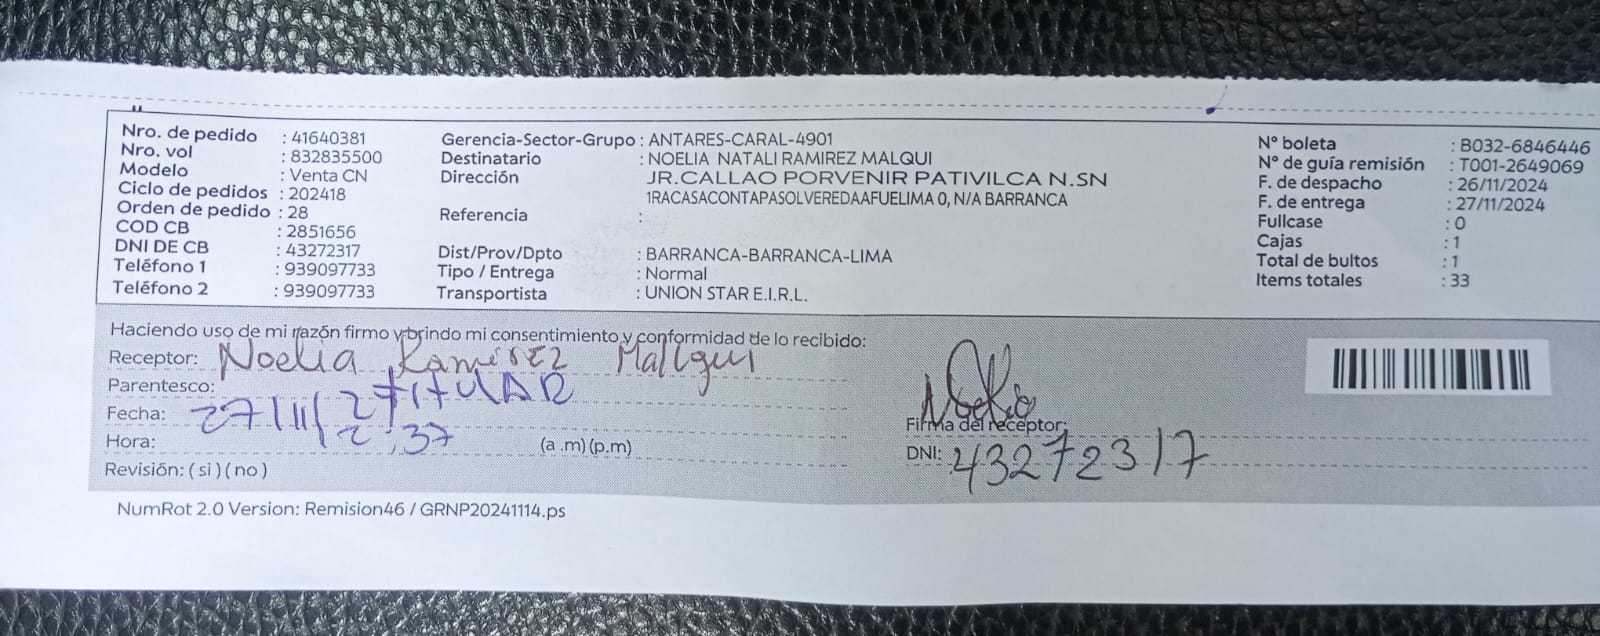 Nro. de pedido : 41640381
Nro. vol : 832835500
Modelo : Venta CN
Ciclo de pedidos : 202418
Orden de pedido : 28
COD CB : 2851656
DNI DE CB : 43272317
Teléfono 1 : 939097733
Teléfono 2 : 939097733
Gerencia-Sector-Grupo : ANTARES-CARAL-4901
Destinatario : NOELIA NATALI RAMIREZ MALQUI
Dirección JR.CALLAO PORVENIR PATIVILCA N.SN
1RACASACONTAPASOLVEREDAAFUELIMA 0, N/A BARRANCA
Referencia :
Dist/Prov/Dpto : BARRANCA-BARRANCA-LIMA
Tipo / Entrega : Normal
Transportista : UNION STAR E.I.R.L.
N° boleta : B032-6846446
N° de guía remisión : T001-2649069
F. de despacho : 26/11/2024
F. de entrega : 27/11/2024
Fullcase : 0
Cajas : 1
Total de bultos : 1
Items totales : 33
Haciendo uso de mi razón firmo y brindo mi consentimiento y conformidad de lo recibido:
Receptor: Noelia Ramirez Mallqui
Parentesco: TITULAR
Fecha: 27/11/2
Hora: 2:37 (a .m) (p.m)
Revisión: ( si ) ( no )
Noelia
Firma del receptor:
DNI: 43272317
NumRot 2.0 Version: Remision46 / GRNP20241114.ps